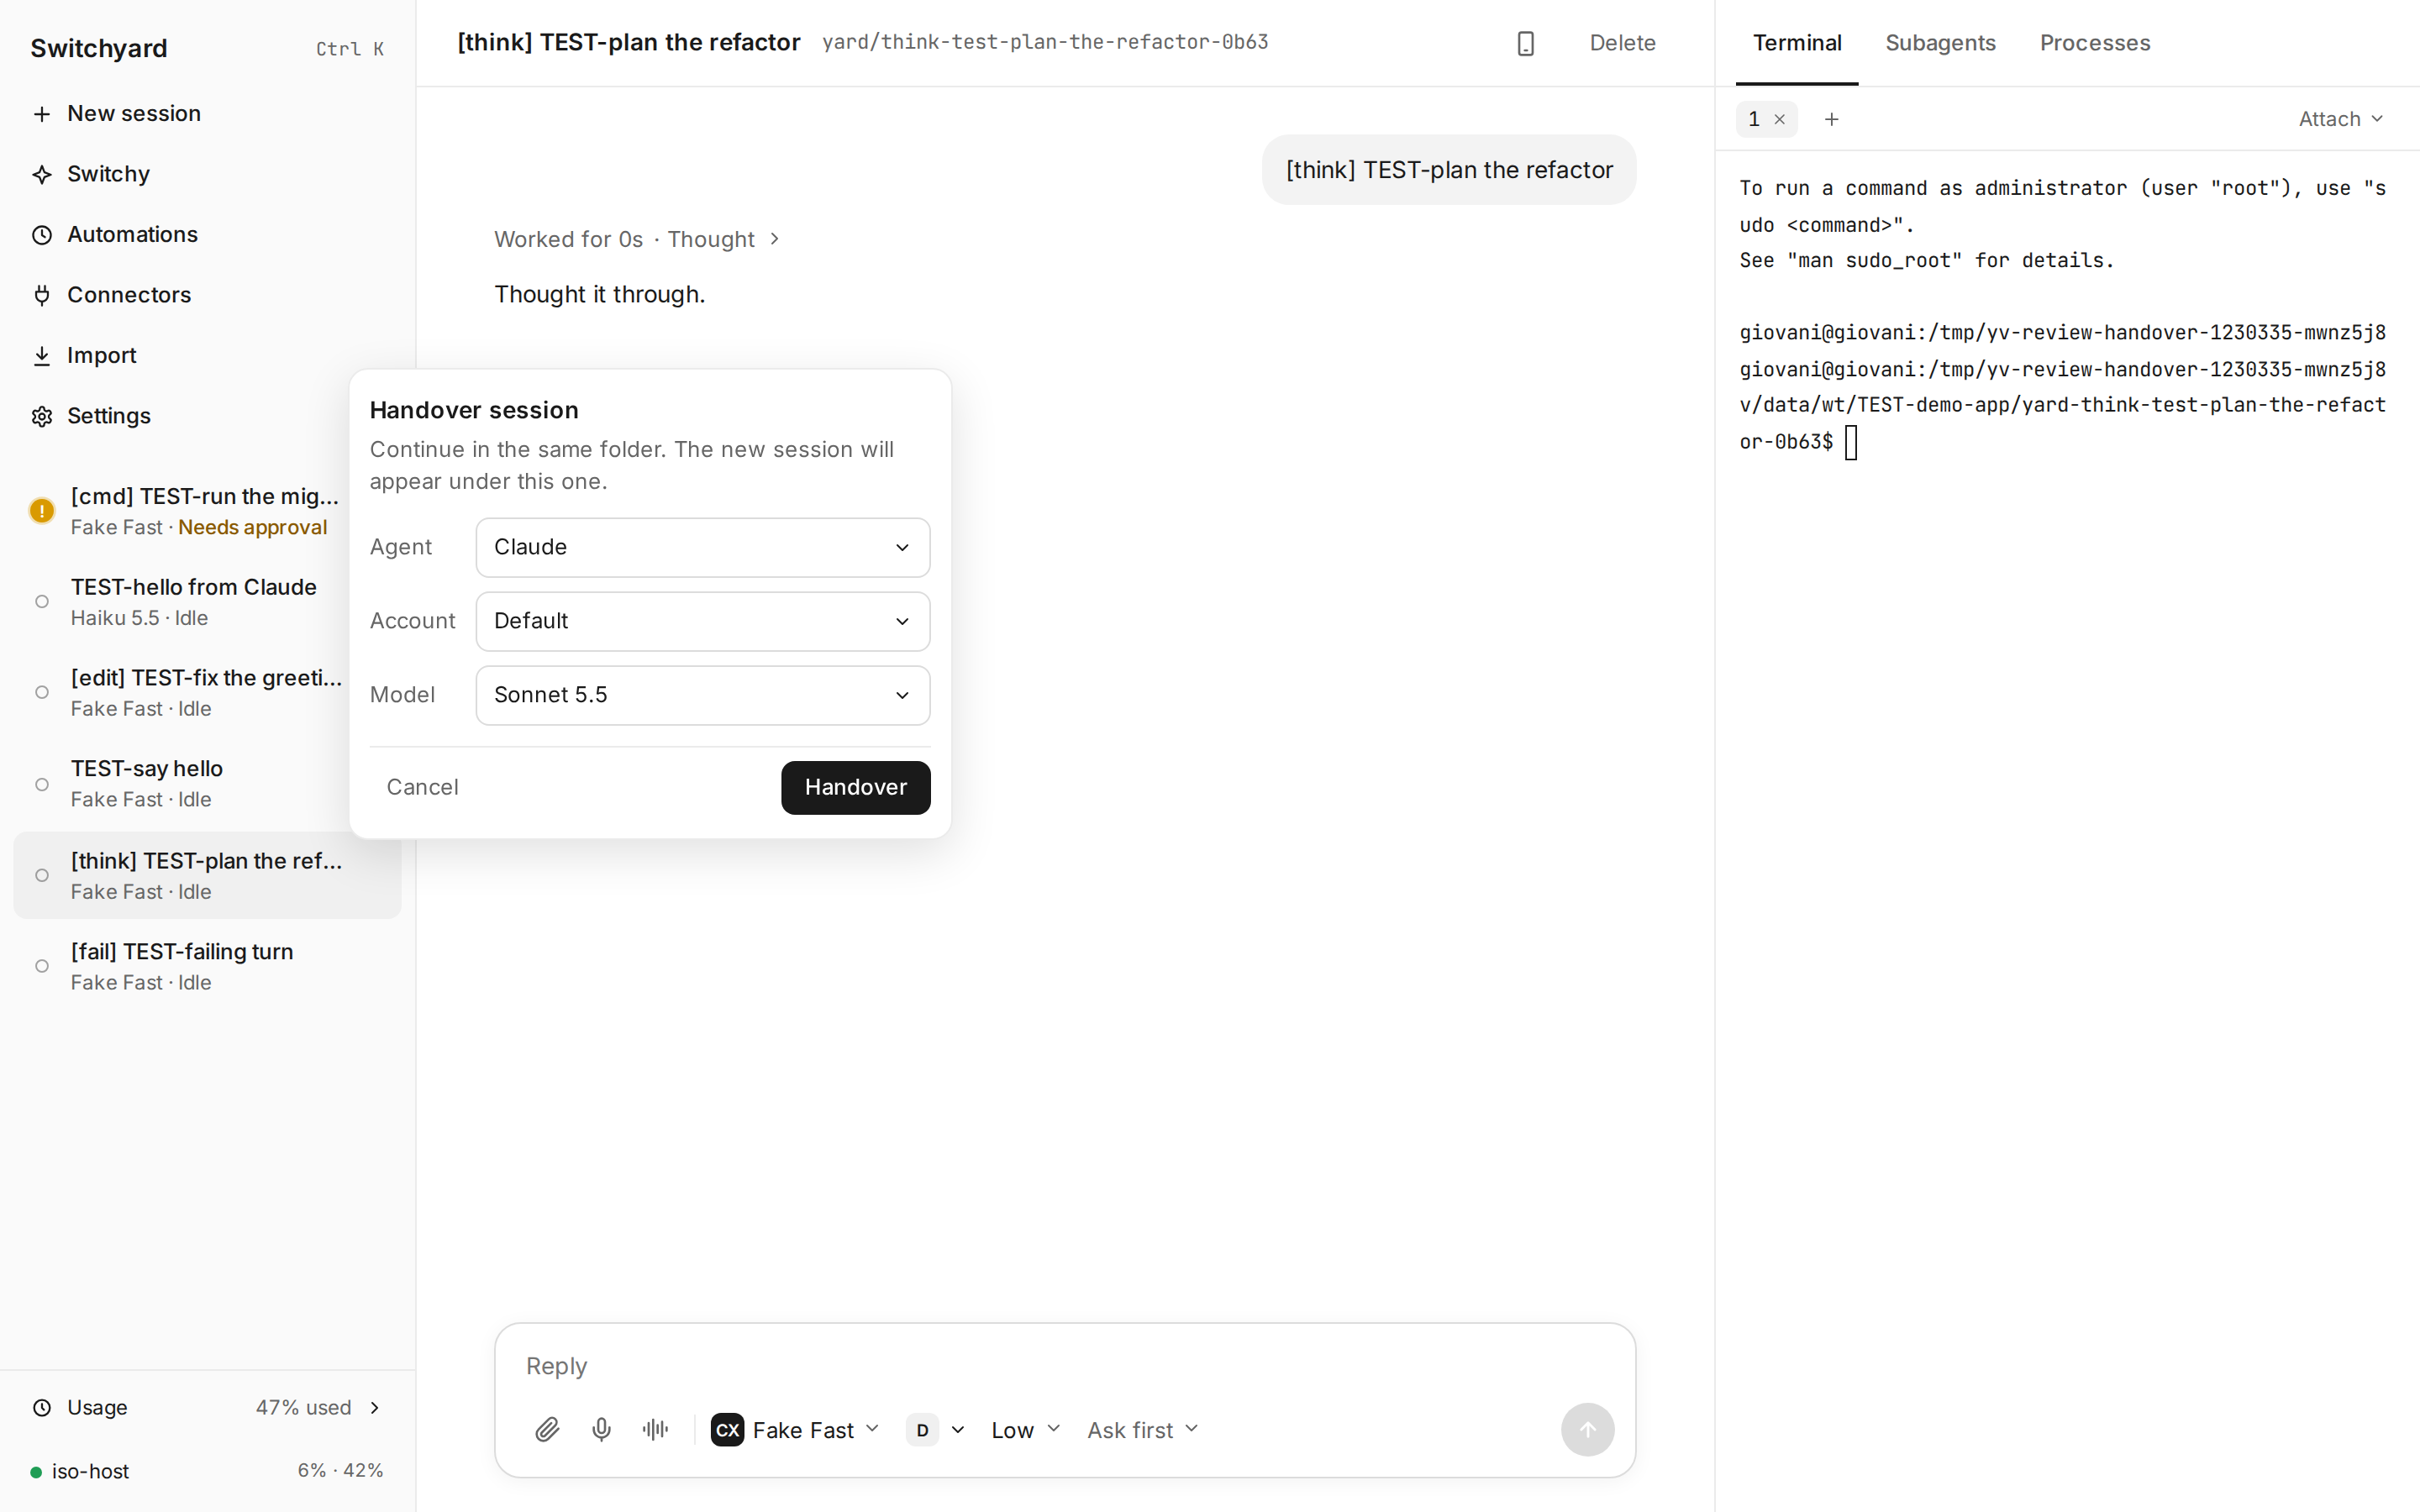 Switchyard
Ctrl K
New session
Switchy
Automations
Connectors
Import
Settings
[cmd] TEST-run the mig...
Fake Fast · Needs approval
TEST-hello from Claude
Haiku 5.5 · Idle
[edit] TEST-fix the greeti...
Fake Fast · Idle
TEST-say hello
Fake Fast · Idle
[think] TEST-plan the ref...
Fake Fast · Idle
[fail] TEST-failing turn
Fake Fast · Idle
Usage
47% used
iso-host
6% · 42%
[think] TEST-plan the refactor
yard/think-test-plan-the-refactor-0b63
Delete
[think] TEST-plan the refactor
Worked for 0s · Thought
Thought it through.
Handover session
Continue in the same folder. The new session will
appear under this one.
Agent
Claude
Account
Default
Model
Sonnet 5.5
Cancel
Handover
Reply
CX
Fake Fast
D
Low
Ask first
Terminal
Subagents
Processes
1
Attach
To run a command as administrator (user "root"), use "s
udo <command>".
See "man sudo_root" for details.
giovani@giovani:/tmp/yv-review-handover-1230335-mwnz5j8
giovani@giovani:/tmp/yv-review-handover-1230335-mwnz5j8
v/data/wt/TEST-demo-app/yard-think-test-plan-the-refact
or-0b63$